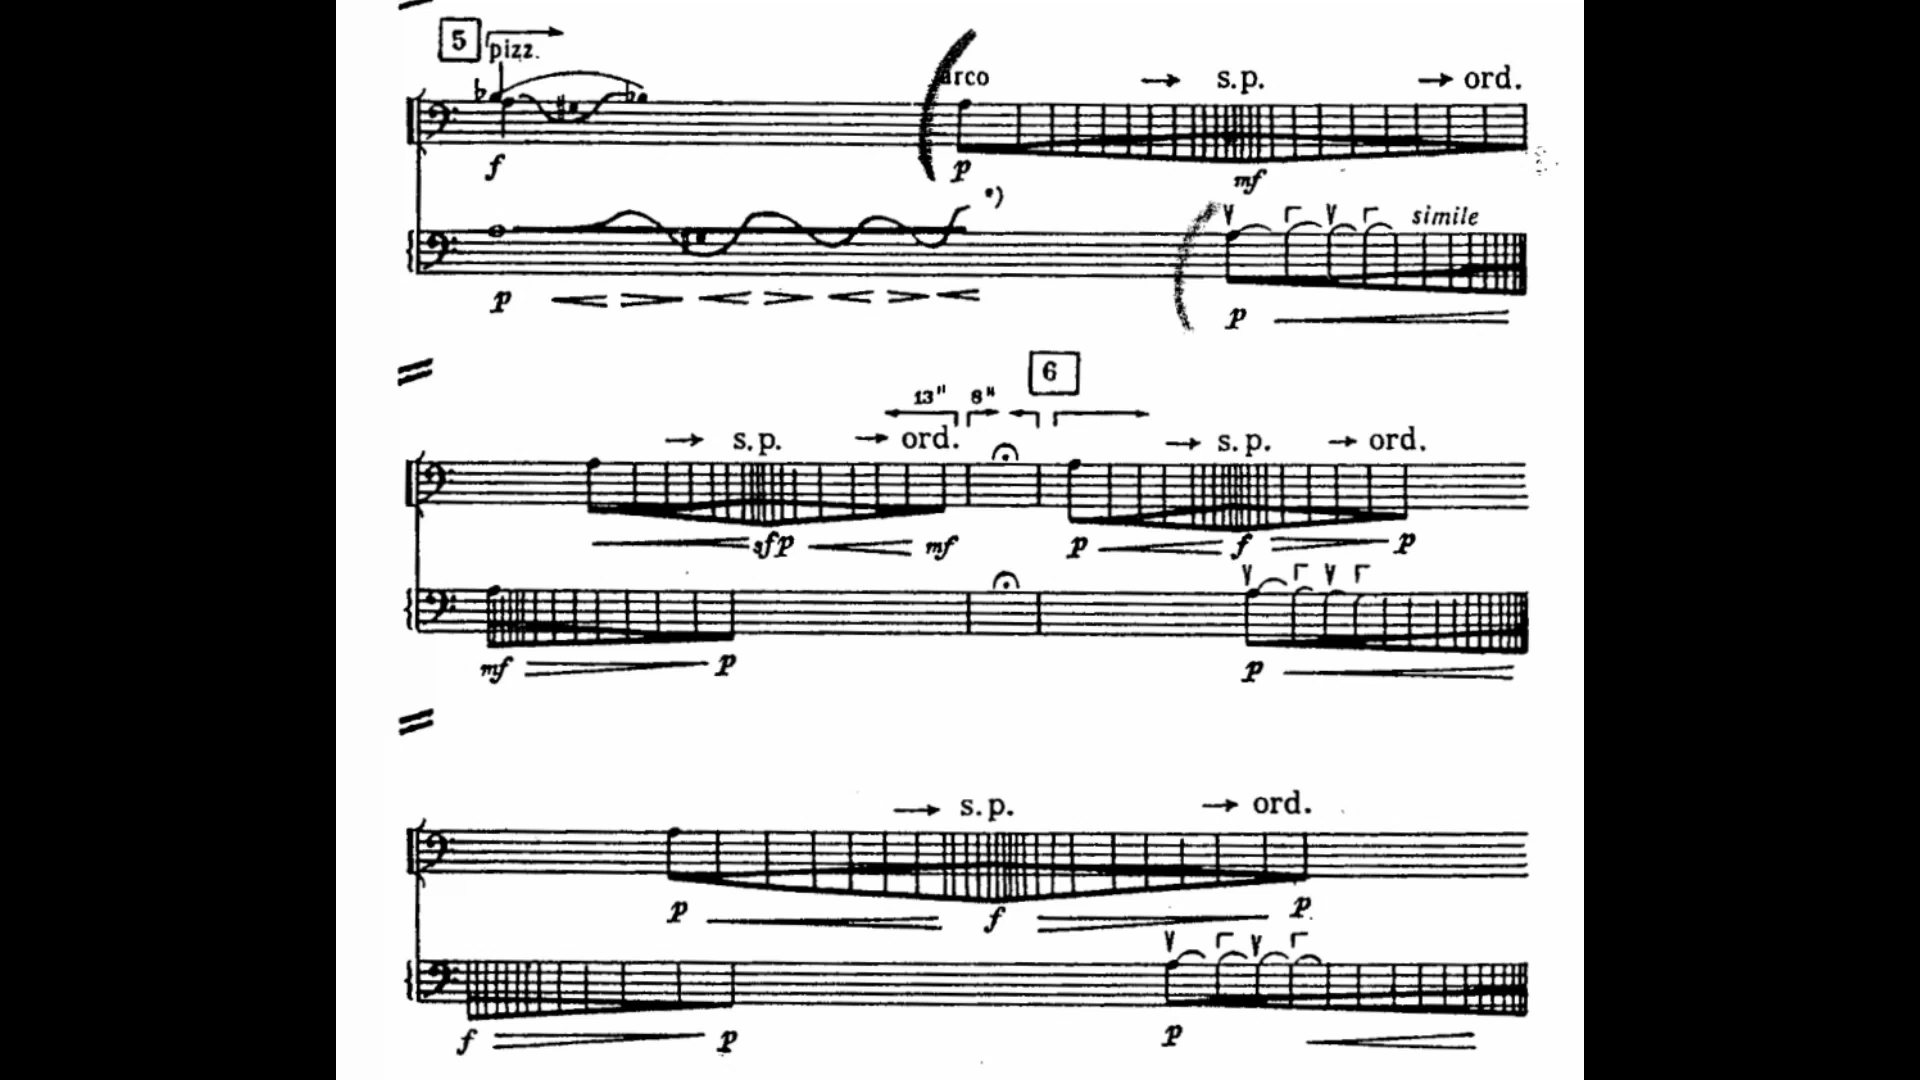 5 pizz.
arco → s.p. → ord.
f p mf
*)
simile
p p
6
13" 8"
→ s.p. → ord. → s.p. → ord.
sfp mf p f p
mf p p
→ s.p. → ord.
p f p
f p p